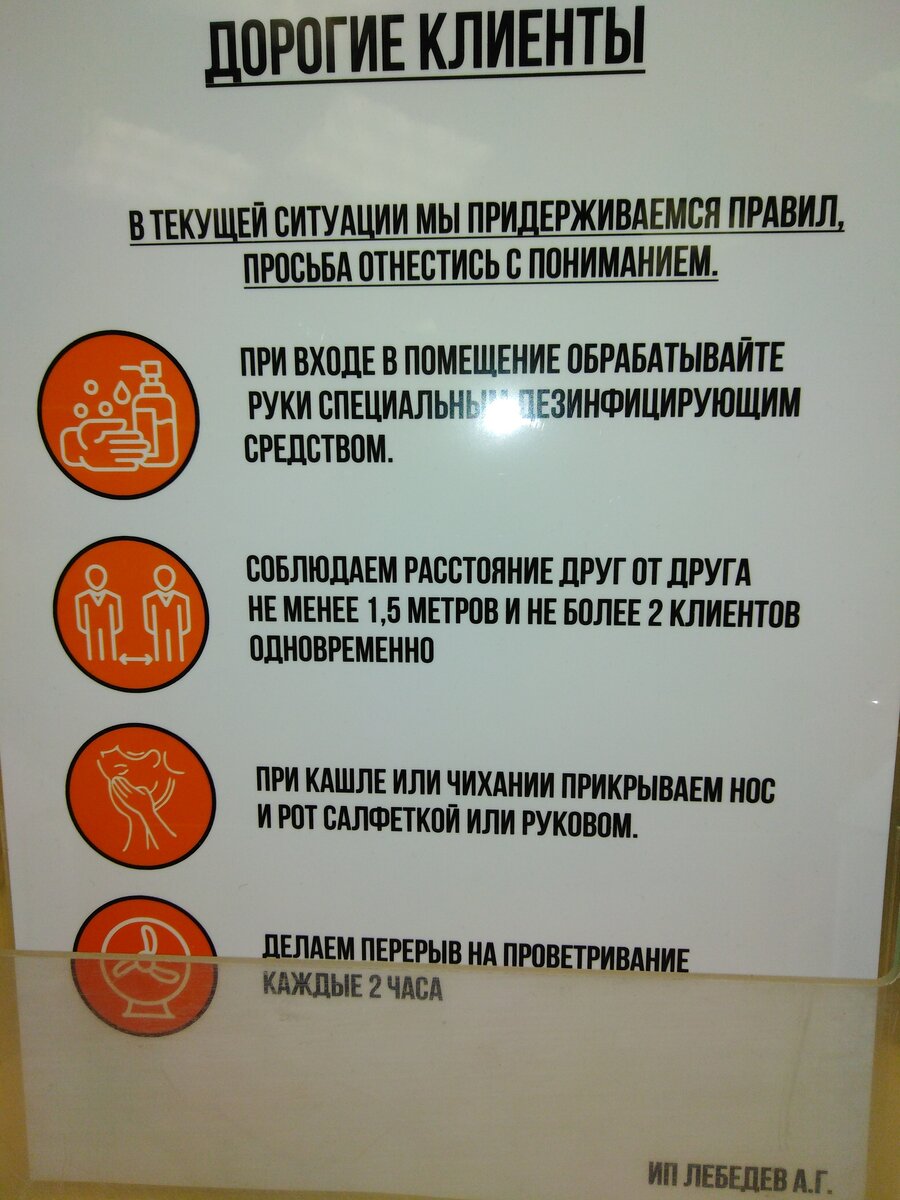 ДОРОГИЕ КЛИЕНТЫ
В ТЕКУЩЕЙ СИТУАЦИИ МЫ ПРИДЕРЖИВАЕМСЯ ПРАВИЛ,
ПРОСЬБА ОТНЕСТИСЬ С ПОНИМАНИЕМ.
ПРИ ВХОДЕ В ПОМЕЩЕНИЕ ОБРАБАТЫВАЙТЕ
РУКИ СПЕЦИАЛЬНЫМ ДЕЗИНФИЦИРУЮЩИМ
СРЕДСТВОМ.
СОБЛЮДАЕМ РАССТОЯНИЕ ДРУГ ОТ ДРУГА
НЕ МЕНЕЕ 1,5 МЕТРОВ И НЕ БОЛЕЕ 2 КЛИЕНТОВ
ОДНОВРЕМЕННО
ПРИ КАШЛЕ ИЛИ ЧИХАНИИ ПРИКРЫВАЕМ НОС
И РОТ САЛФЕТКОЙ ИЛИ РУКОВОМ.
ДЕЛАЕМ ПЕРЕРЫВ НА ПРОВЕТРИВАНИЕ
КАЖДЫЕ 2 ЧАСА
ИП ЛЕБЕДЕВ А.Г.